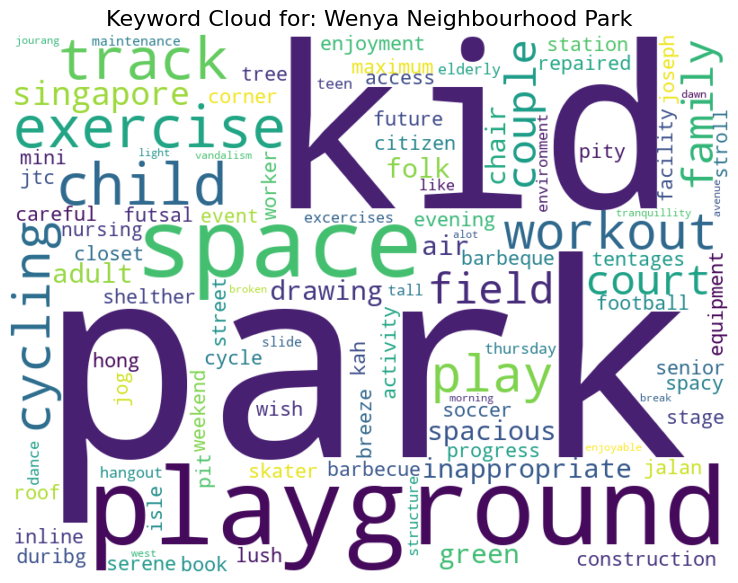 Keyword Cloud for: Wenya Neighbourhood Park
jourang
maintenance
enjoyment
station
track
kid
tree
teen
maximum
access
elderly
repaired
joseph
family
dawn
singapore
corner
future
couple
stroll
exercise
worker
citizen
chair
environment
pity
facility
mini
light
vandalism
folk
jtc
child
like
careful
futsal
event
excercises
evening
tranquillity
avenue
nursing
space
air
alot
workout
closet
barbeque
tentages
cycling
adult
drawing
tall
field
court
equipment
shelther
broken
football
street
park
hong
cycle
slide
kah
activity
play
thursday
senior
spacy
jog
wish
breeze
morning
break
stage
weekend
soccer
spacious
dance
pit
progress
enjoyable
hangout
skater
barbecue
inappropriate
jalan
roof
isle
playground
structure
inline
duribg
west
serene
book
lush
green
construction